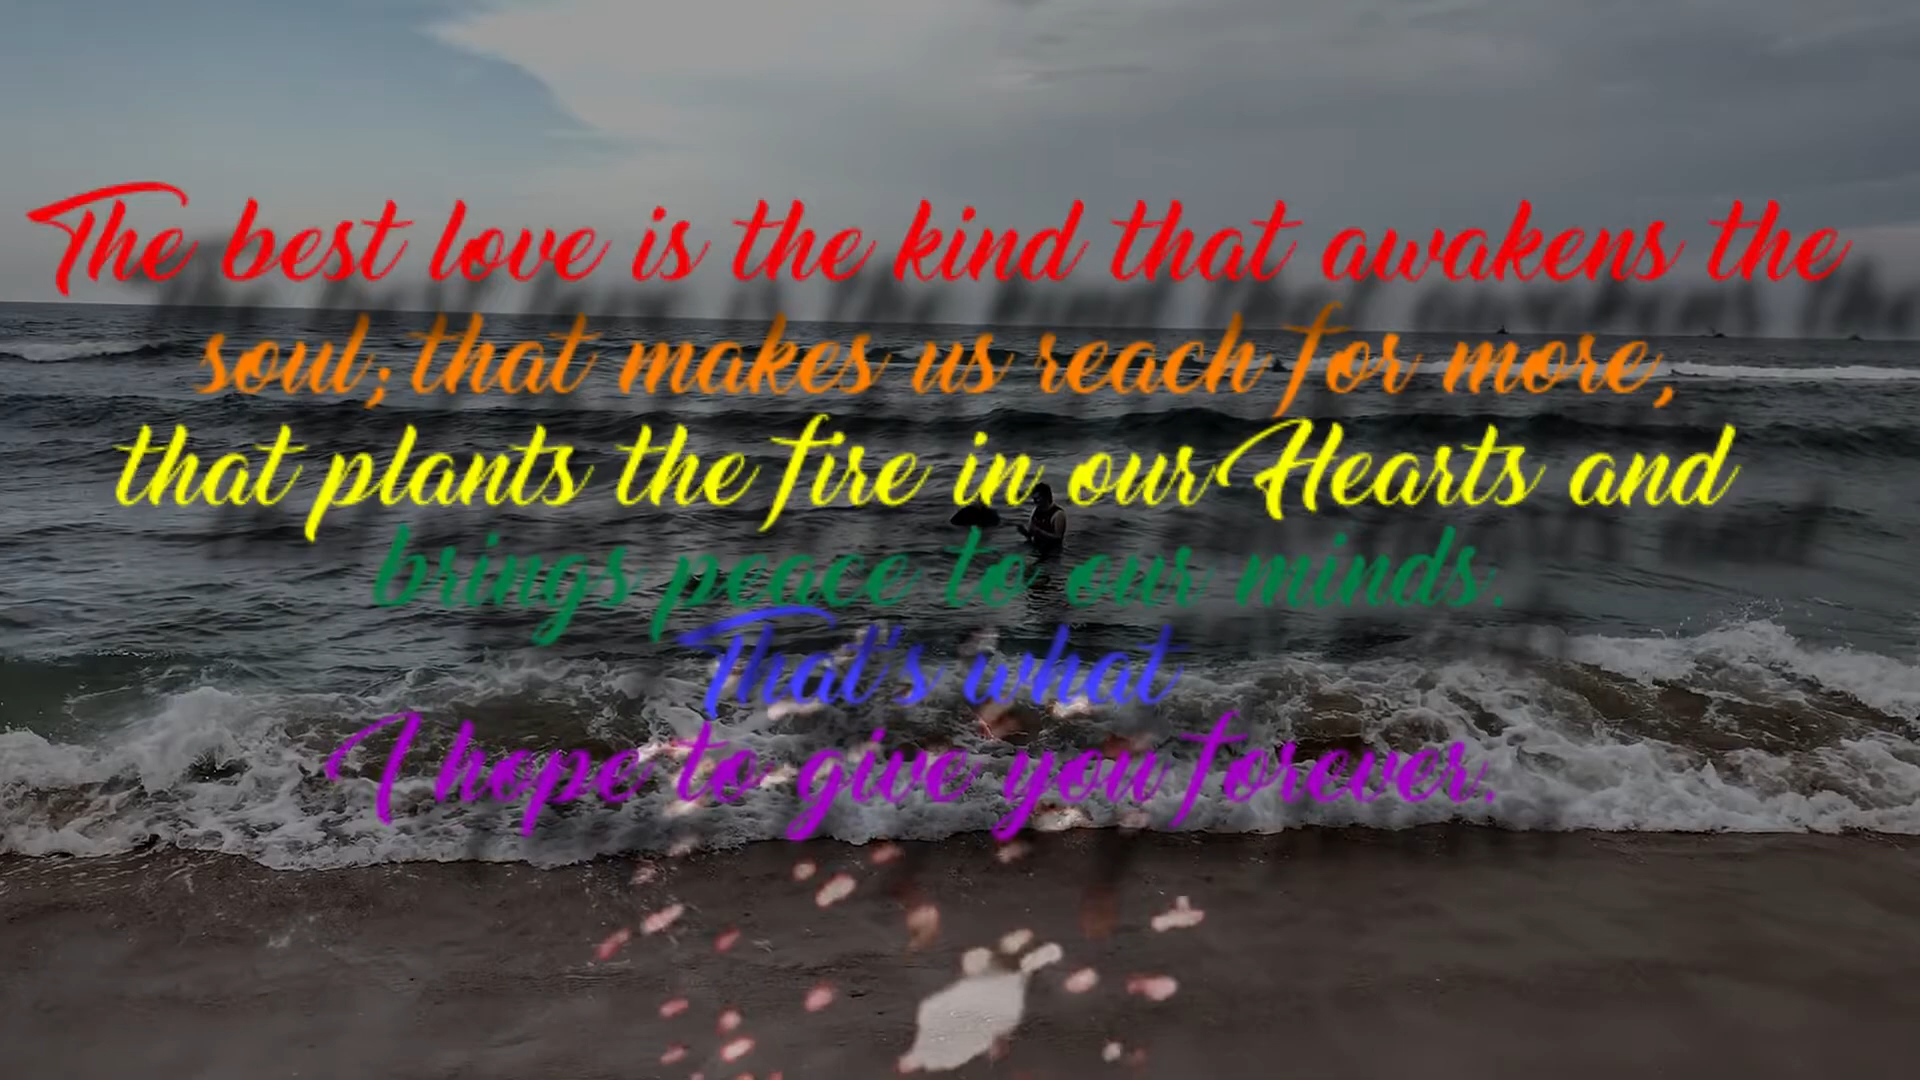 The best love is the kind that awakens the
soul; that makes us reach for more,
that plants the fire in our Hearts and
brings peace to our minds.
That's what
I hope to give you forever.